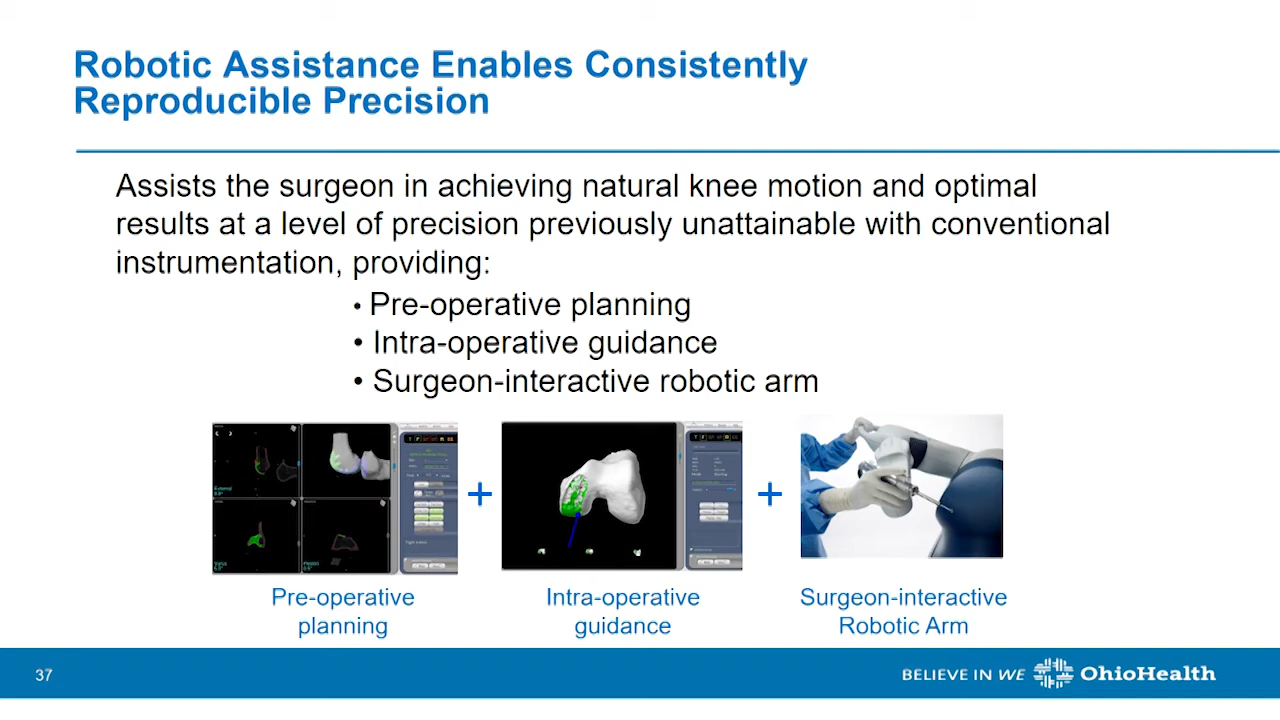 Robotic Assistance Enables Consistently
Reproducible Precision
Assists the surgeon in achieving natural knee motion and optimal
results at a level of precision previously unattainable with conventional
instrumentation, providing:
• Pre-operative planning
• Intra-operative guidance
• Surgeon-interactive robotic arm
+
+
Pre-operative
planning
Intra-operative
guidance
Surgeon-interactive
Robotic Arm
37
BELIEVE IN WE OhioHealth